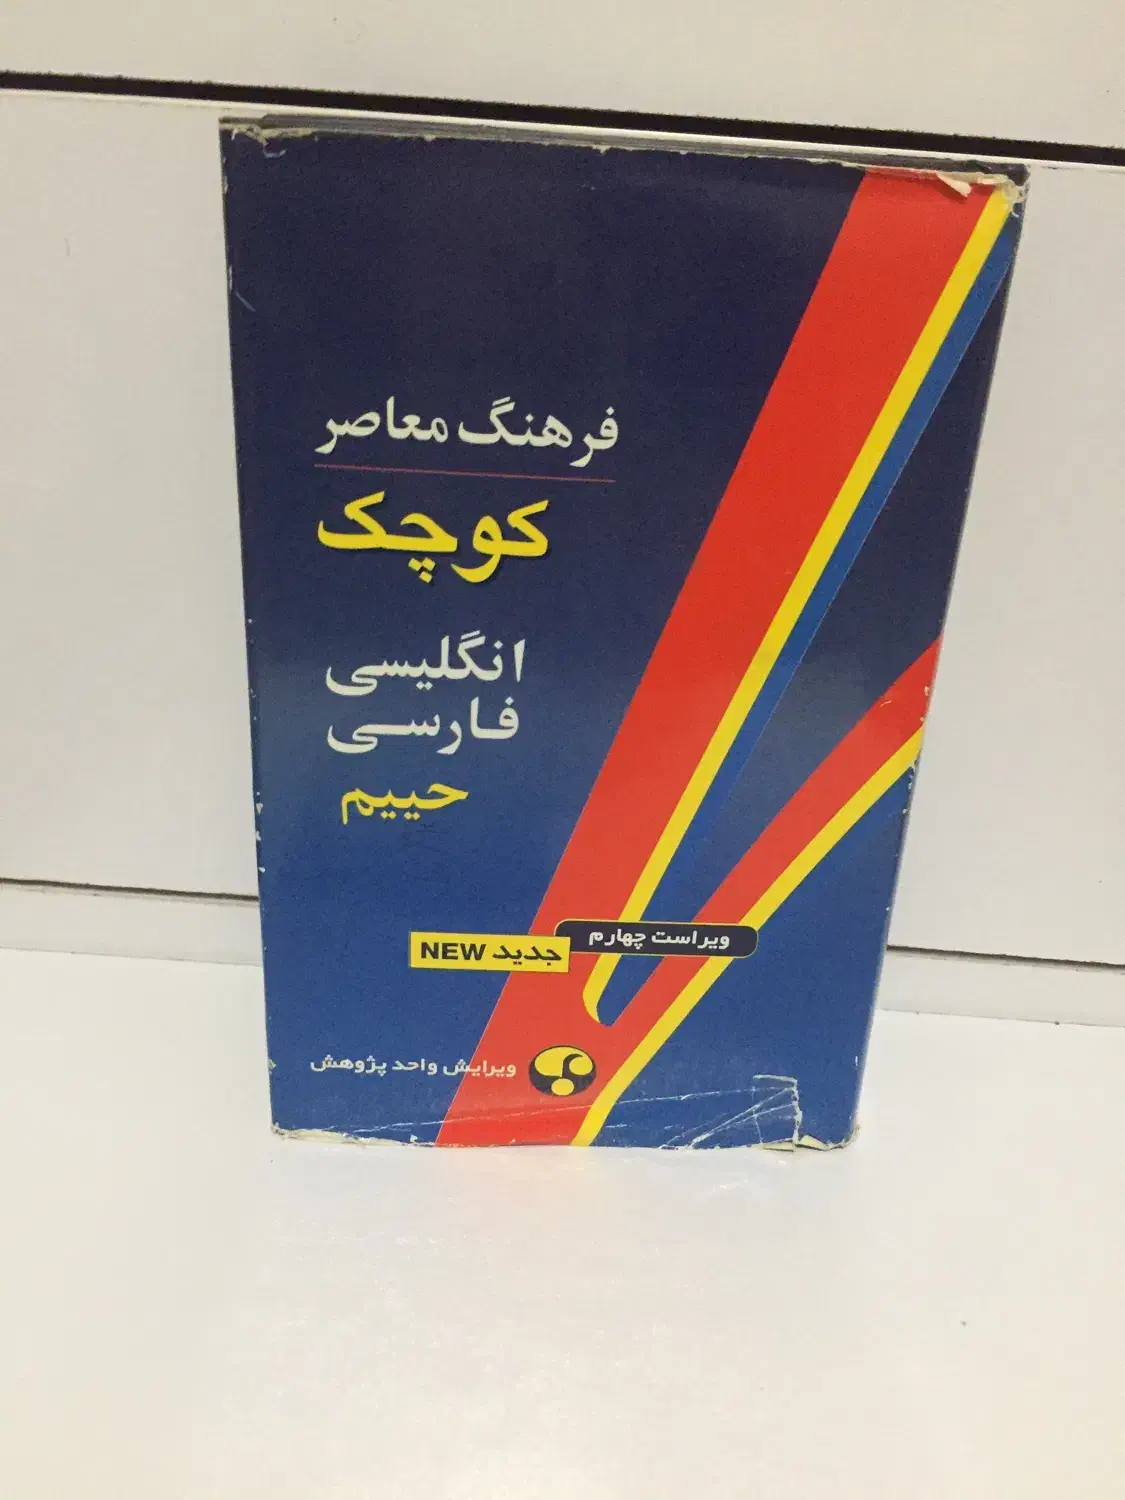 فرهنگ معاصر
کوچک
انگلیسی
فارسی
حییم
ویراست چهارم
جدید NEW
ویرایش واحد پژوهش